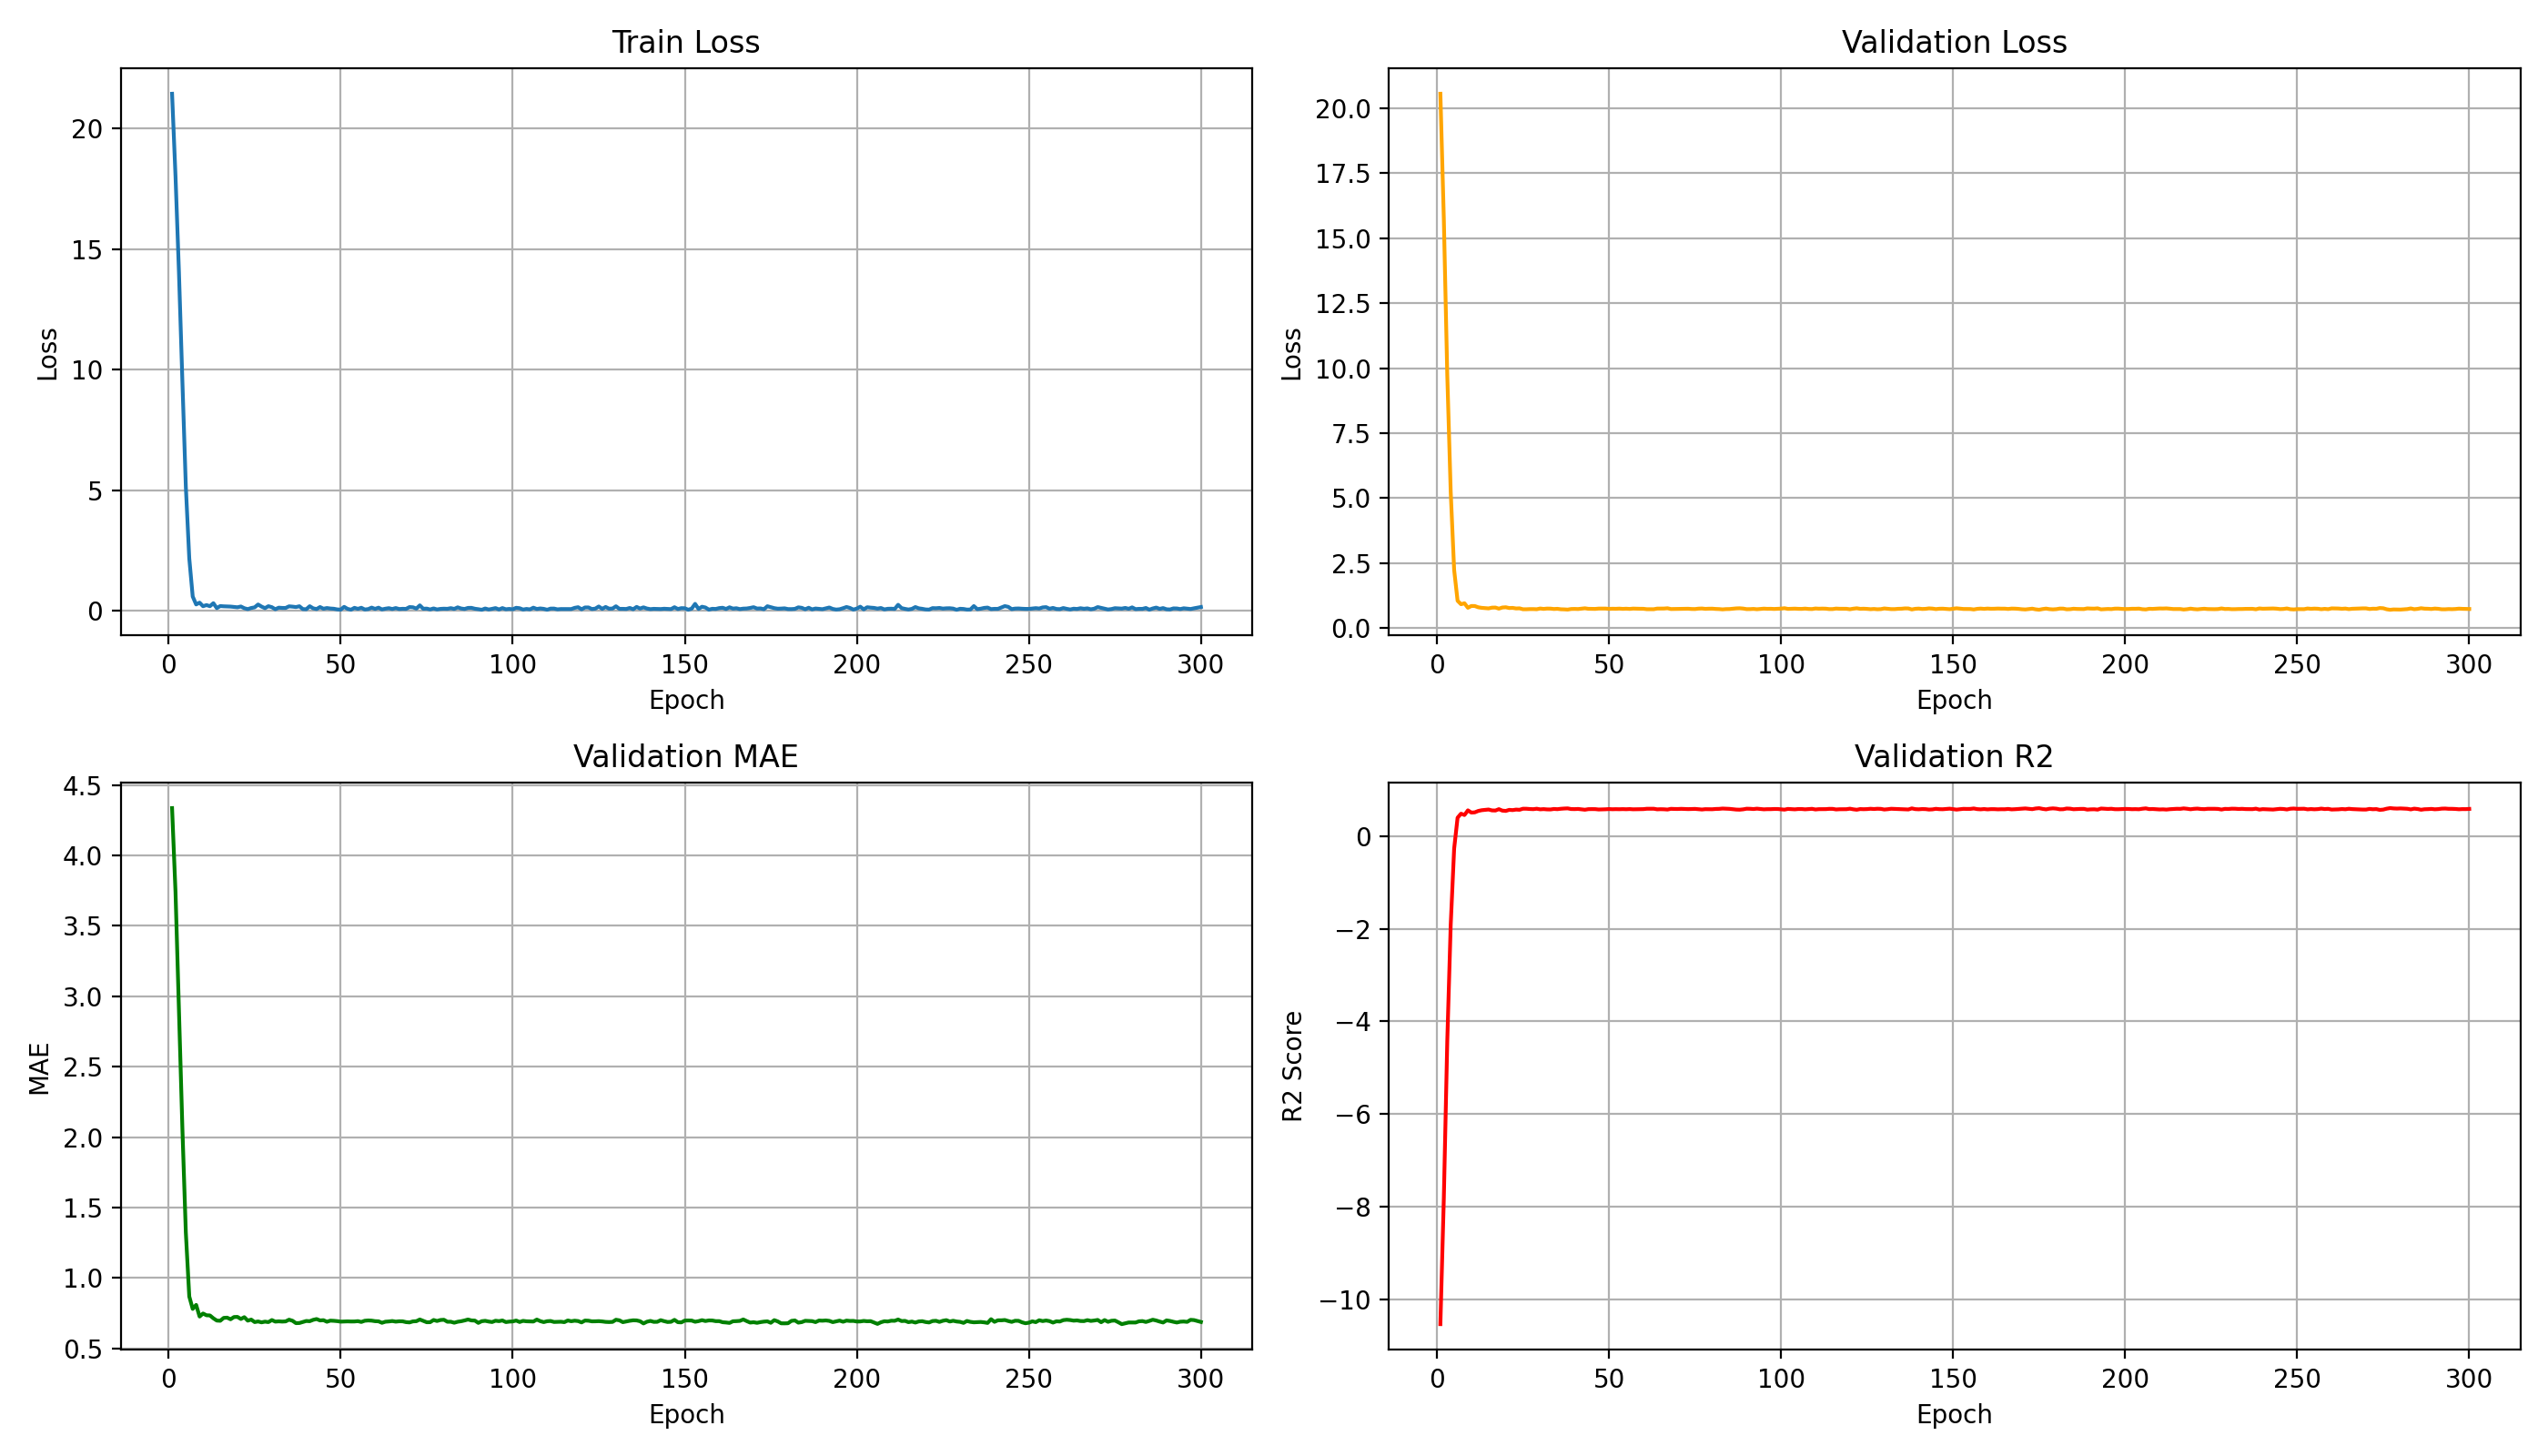 Train Loss
Loss
20
15
10
5
0
0 50 100 150 200 250 300
Epoch
Validation Loss
Loss
20.0
17.5
15.0
12.5
10.0
7.5
5.0
2.5
0.0
0 50 100 150 200 250 300
Epoch
Validation MAE
MAE
4.5
4.0
3.5
3.0
2.5
2.0
1.5
1.0
0.5
0 50 100 150 200 250 300
Epoch
Validation R2
R2 Score
0
−2
−4
−6
−8
−10
0 50 100 150 200 250 300
Epoch